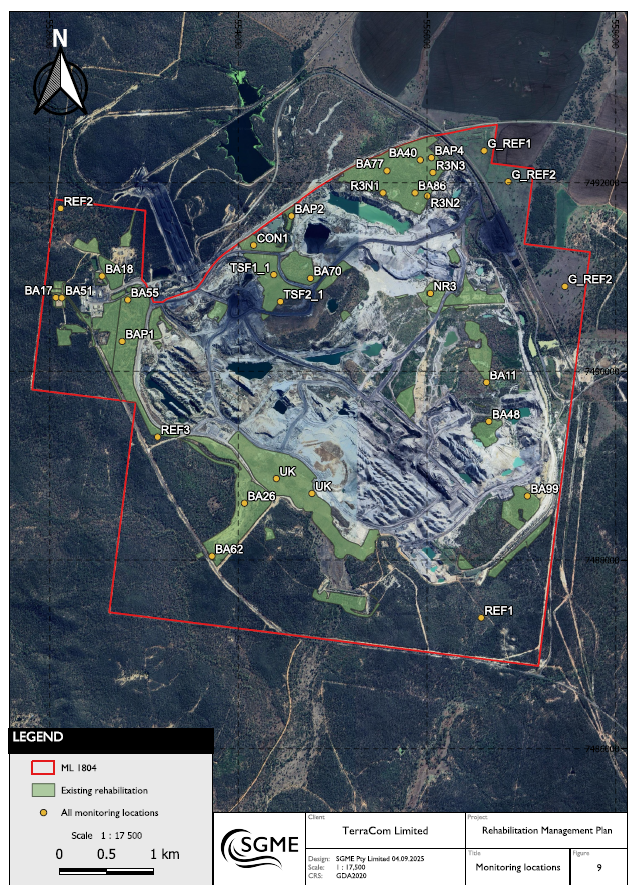 N
554000
556000
558000
G_REF1
BA40
BAP4
BA77
R3N3
G_REF2
7492000
R3N1
BA86
R3N2
REF2
BAP2
CON1
BA18
TSF1_1
BA70
G_REF2
BA17
BA51
BA55
TSF2_1
NR3
BAP1
7490000
BA11
BA48
REF3
UK
UK
BA26
BA99
BA62
7488000
REF1
7486000
LEGEND
ML 1804
Existing rehabilitation
All monitoring locations
Scale 1 : 17 500
0 0.5 1 km
SGME
Client
TerraCom Limited
Project
Rehabilitation Management Plan
Design: SGME Pty Limited 04.09.2025
Scale: 1 : 17,500
CRS: GDA2020
Title
Monitoring locations
Figure
9